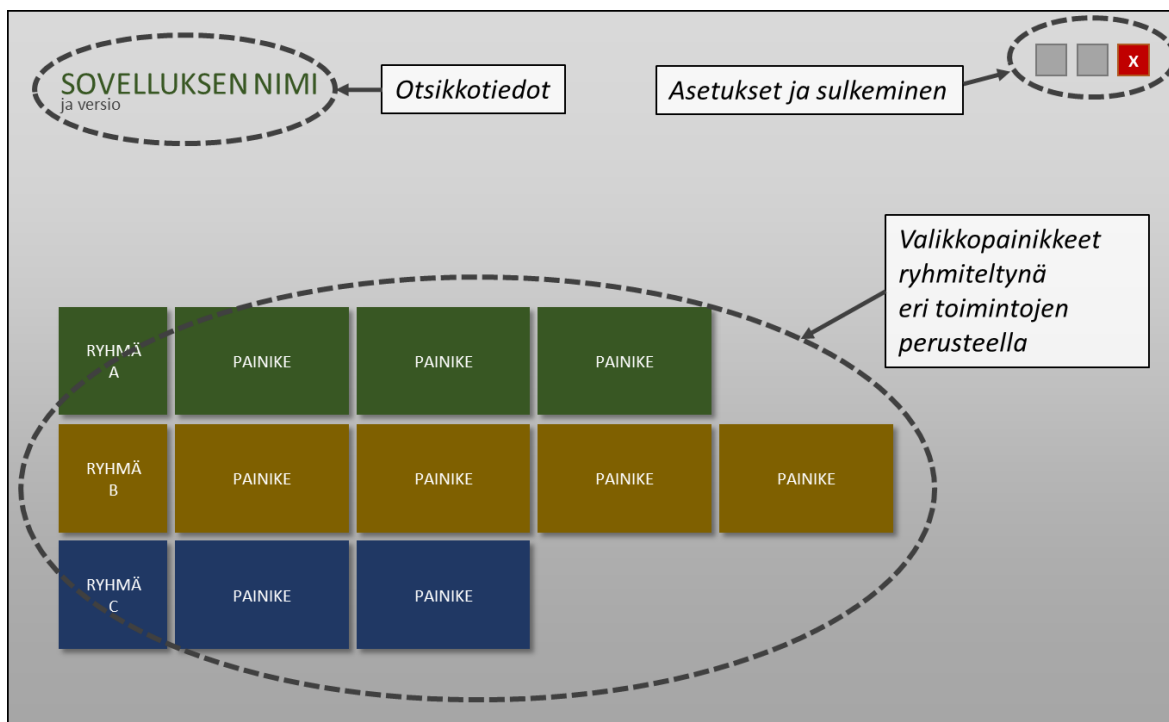 SOVELLUKSEN NIMI
ja versio
Otsikkotiedot
Asetukset ja sulkeminen
X
Valikkopainikkeet
ryhmiteltynä
eri toimintojen
perusteella
RYHMÄ
A
PAINIKE
PAINIKE
PAINIKE
RYHMÄ
B
PAINIKE
PAINIKE
PAINIKE
PAINIKE
RYHMÄ
C
PAINIKE
PAINIKE